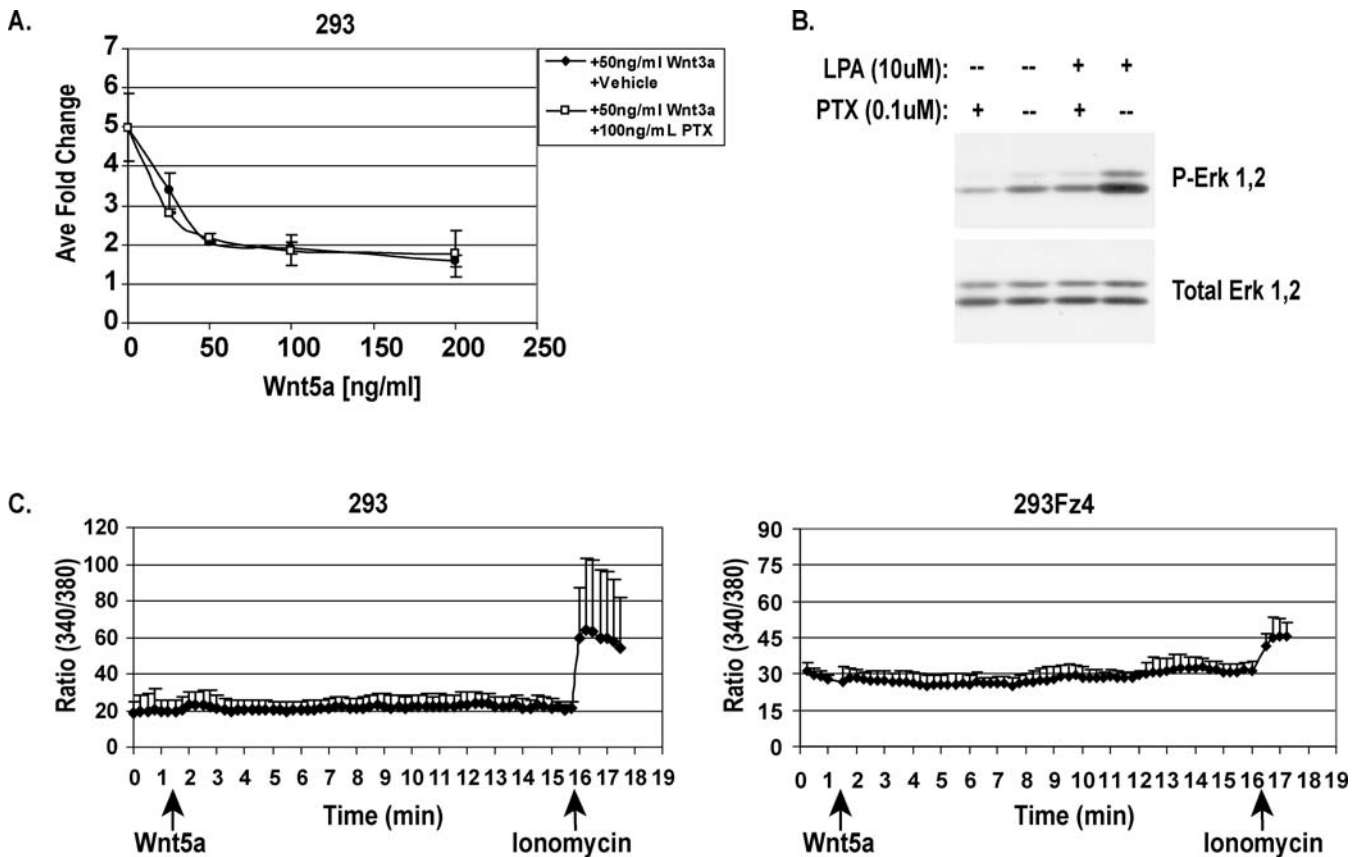 A.
293
7
6
5
4
3
2
1
0
Ave Fold Change
0 50 100 150 200 250
Wnt5a [ng/ml]
+50ng/ml Wnt3a
+Vehicle
+50ng/ml Wnt3a
+100ng/mL PTX
B.
LPA (10uM): -- -- + +
PTX (0.1uM): + -- + --
P-Erk 1,2
Total Erk 1,2
C.
293
120
100
80
60
40
20
0
Ratio (340/380)
0 1 2 3 4 5 6 7 8 9 10 11 12 13 14 15 16 17 18 19
Time (min)
Wnt5a
Ionomycin
293Fz4
90
75
60
45
30
15
0
Ratio (340/380)
0 1 2 3 4 5 6 7 8 9 10 11 12 13 14 15 16 17 18 19
Time (min)
Wnt5a
Ionomycin